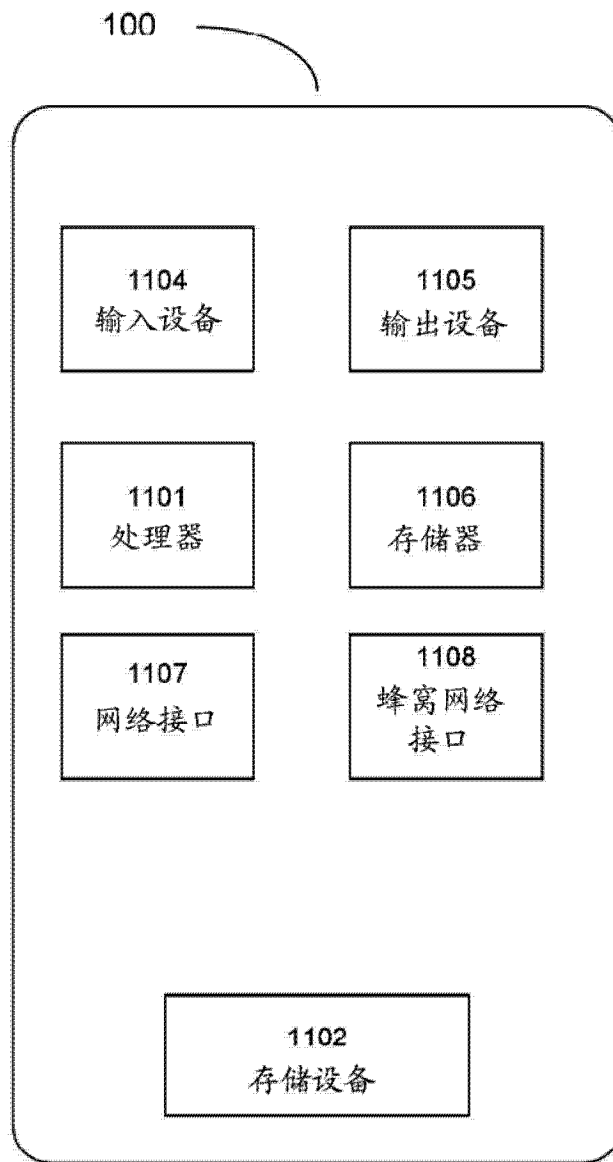 100
1104
输入设备
1105
输出设备
1101
处理器
1106
存储器
1107
网络接口
1108
蜂窝网络
接口
1102
存储设备